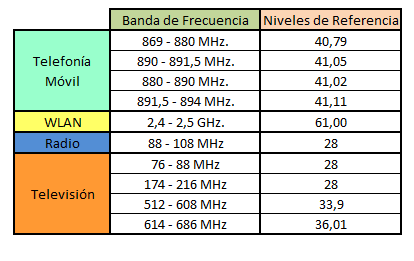 Banda de Frecuencia Niveles de Referencia
Telefonía Móvil
869 - 880 MHz. 40,79
890 - 891,5 MHz. 41,05
880 - 890 MHz. 41,02
891,5 - 894 MHz. 41,11
WLAN 2,4 - 2,5 GHz. 61,00
Radio 88 - 108 MHz 28
Televisión
76 - 88 MHz 28
174 - 216 MHz 28
512 - 608 MHz 33,9
614 - 686 MHz 36,01